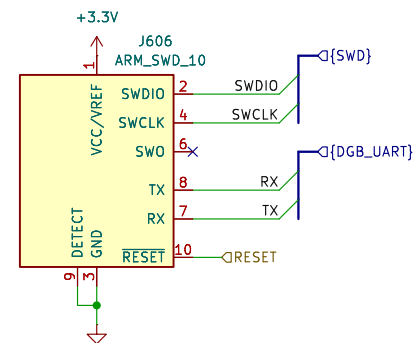 +3.3V
J606
ARM_SWD_10
1
VCC/VREF
SWDIO 2 SWDIO
SWCLK 4 SWCLK
SWO 6
TX 8 RX
RX 7 TX
RESET 10 RESET
DETECT
GND
9
3
{SWD}
{DGB_UART}